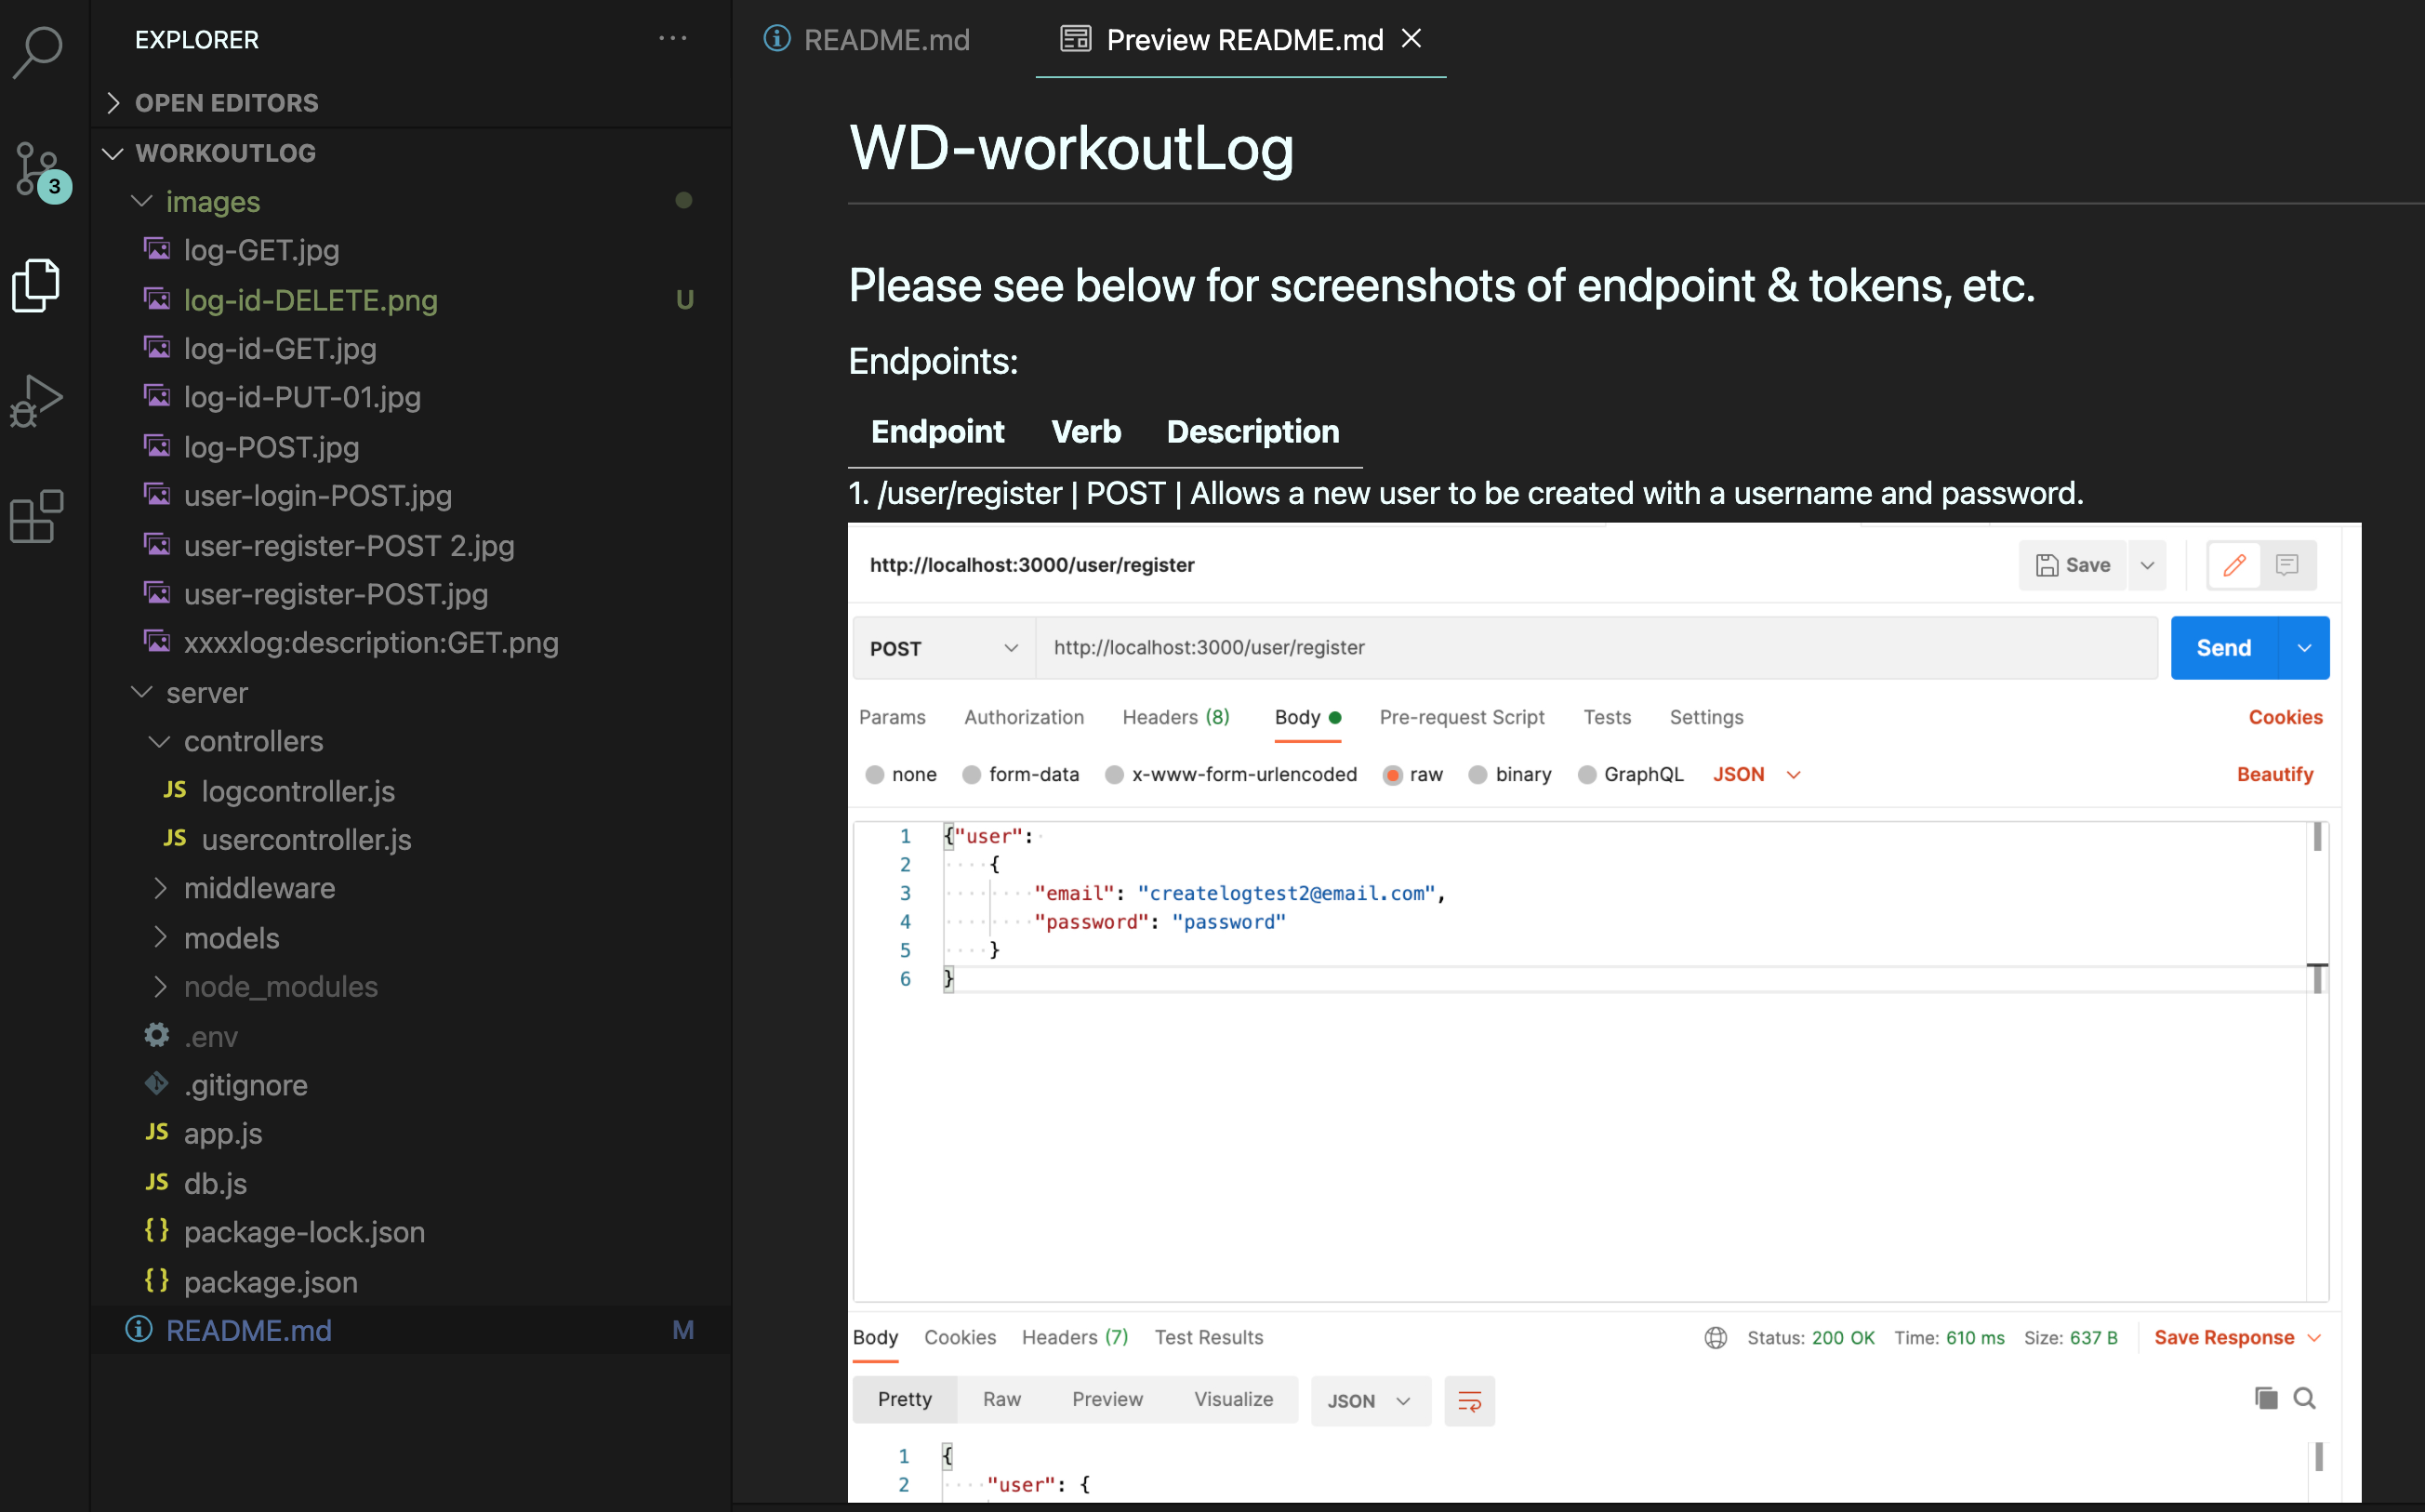 EXPLORER
···
OPEN EDITORS
WORKOUTLOG
images
log-GET.jpg
log-id-DELETE.png U
log-id-GET.jpg
log-id-PUT-01.jpg
log-POST.jpg
user-login-POST.jpg
user-register-POST 2.jpg
user-register-POST.jpg
xxxxlog:description:GET.png
server
controllers
JS logcontroller.js
JS usercontroller.js
middleware
models
node_modules
.env
.gitignore
JS app.js
JS db.js
{} package-lock.json
{} package.json
README.md M
3
README.md
Preview README.md
WD-workoutLog
Please see below for screenshots of endpoint & tokens, etc.
Endpoints:
Endpoint Verb Description
1. /user/register | POST | Allows a new user to be created with a username and password.
http://localhost:3000/user/register Save
POST http://localhost:3000/user/register Send
Params Authorization Headers (8) Body Pre-request Script Tests Settings Cookies
none form-data x-www-form-urlencoded raw binary GraphQL JSON Beautify
1 {"user":
2 {
3 "email": "createlogtest2@email.com",
4 "password": "password"
5 }
6 }
Body Cookies Headers (7) Test Results Status: 200 OK Time: 610 ms Size: 637 B Save Response
Pretty Raw Preview Visualize JSON
1 {
2 "user": {